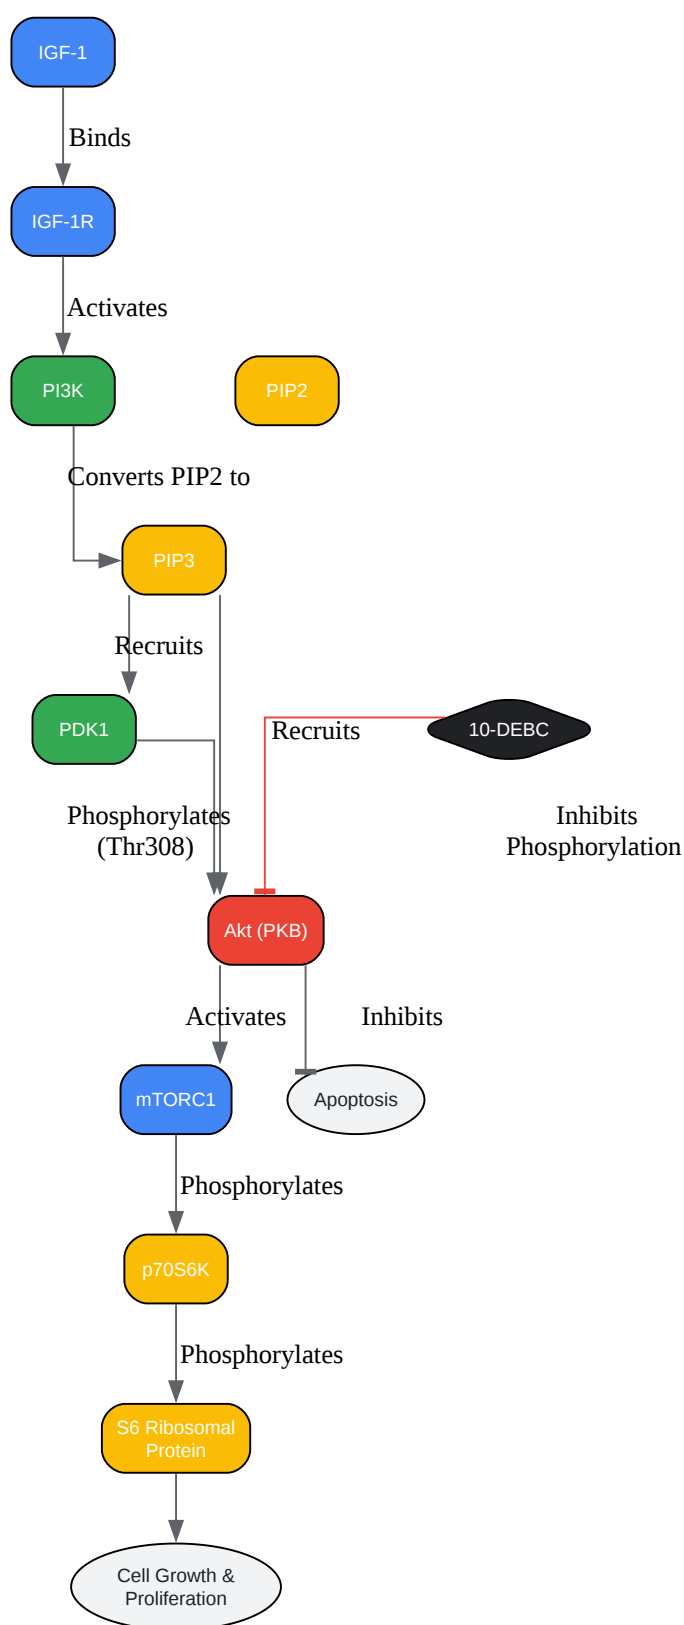 IGF-1
Binds
IGF-1R
Activates
PI3K
PIP2
Converts PIP2 to
PIP3
Recruits
PDK1
Recruits
10-DEBC
Phosphorylates
(Thr308)
Inhibits
Phosphorylation
Akt (PKB)
Activates
Inhibits
mTORC1
Apoptosis
Phosphorylates
p70S6K
Phosphorylates
S6 Ribosomal
Protein
Cell Growth &
Proliferation